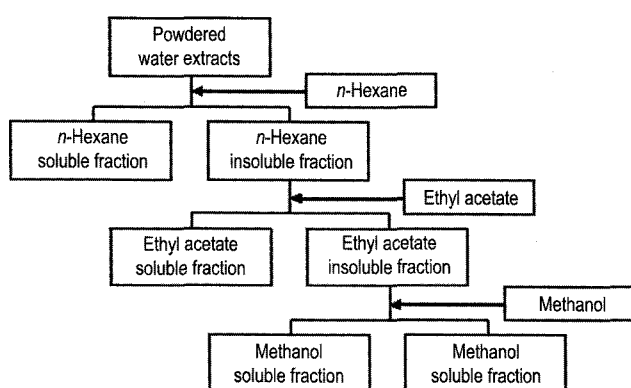 Powdered
water extracts
n-Hexane
n-Hexane
soluble fraction
n-Hexane
insoluble fraction
Ethyl acetate
Ethyl acetate
soluble fraction
Ethyl acetate
insoluble fraction
Methanol
Methanol
soluble fraction
Methanol
soluble fraction